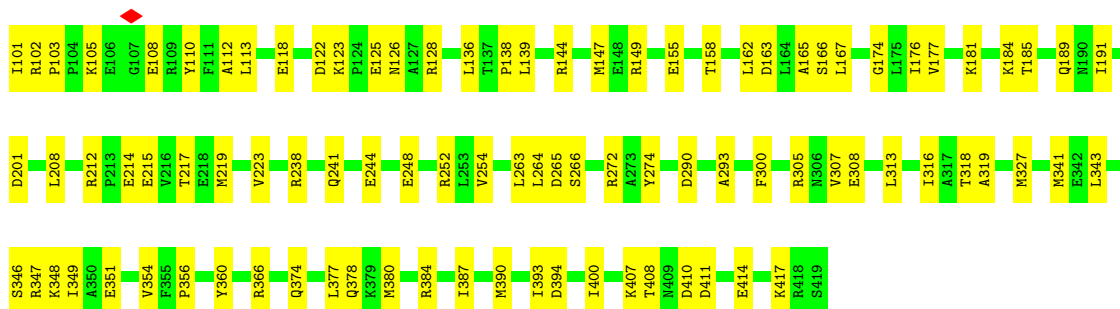 I101 R102 P103 P104 K105 E106 G107 E108 R109 Y110 F111 A112 L113 E118 D122 K123 P124 E125 N126 A127 R128 L136 T137 P138 L139 R144 M147 E148 R149 E155 T158 L162 D163 L164 A165 S166 L167 G174 L175 I176 V177 K181 K184 T185 Q189 N190 I191
D201 L208 R212 P213 E214 E215 V216 T217 E218 M219 V223 R238 Q241 E244 E248 R252 L253 V254 L263 L264 D265 S266 R272 A273 Y274 D290 A293 F300 R305 N306 V307 E308 L313 I316 A317 T318 A319 M327 M341 E342 L343
S346 R347 K348 I349 A350 E351 V354 F355 P356 Y360 R366 Q374 L377 Q378 K379 M380 R384 I387 M390 I393 D394 I400 K407 T408 N409 D410 D411 E414 K417 R418 S419